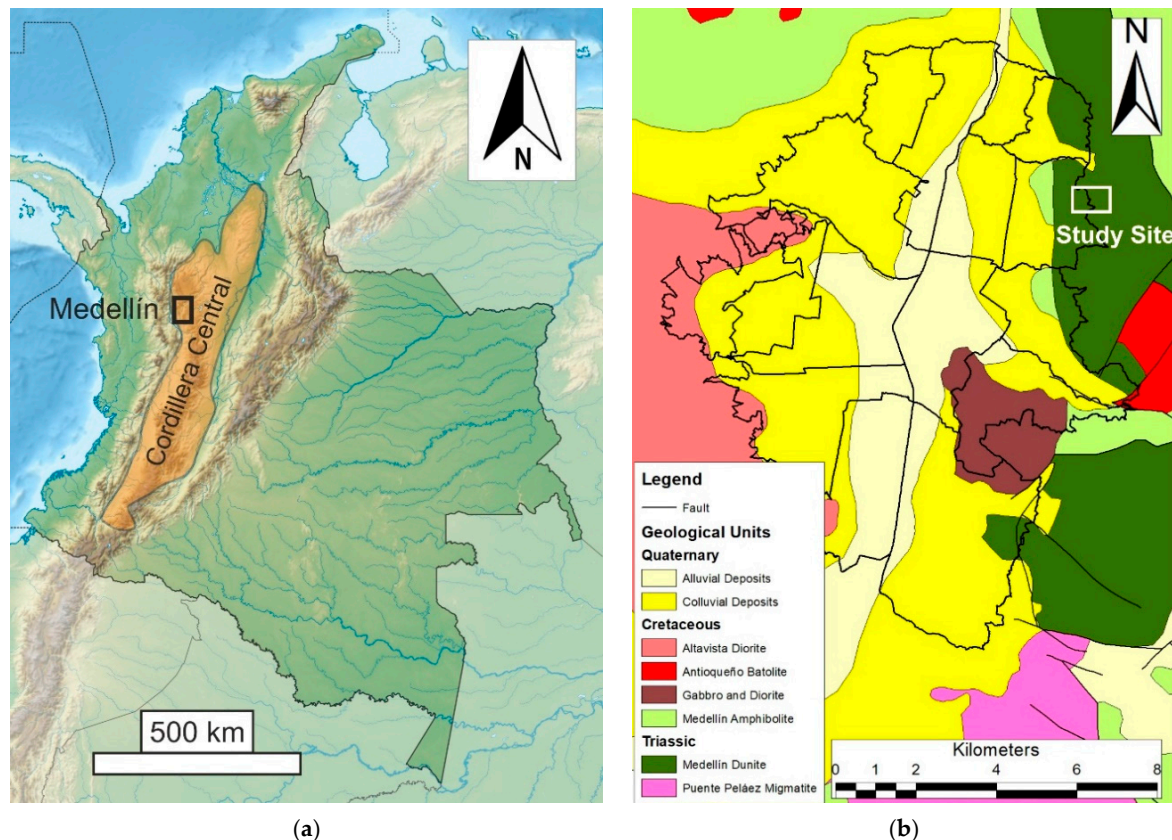 N
Medellín
Cordillera Central
500 km
(a)
N
Study Site
Legend
Fault
Geological Units
Quaternary
Alluvial Deposits
Colluvial Deposits
Cretaceous
Altavista Diorite
Antioqueño Batolite
Gabbro and Diorite
Medellín Amphibolite
Triassic
Medellín Dunite
Puente Peláez Migmatite
Kilometers
0 1 2 4 6 8
(b)